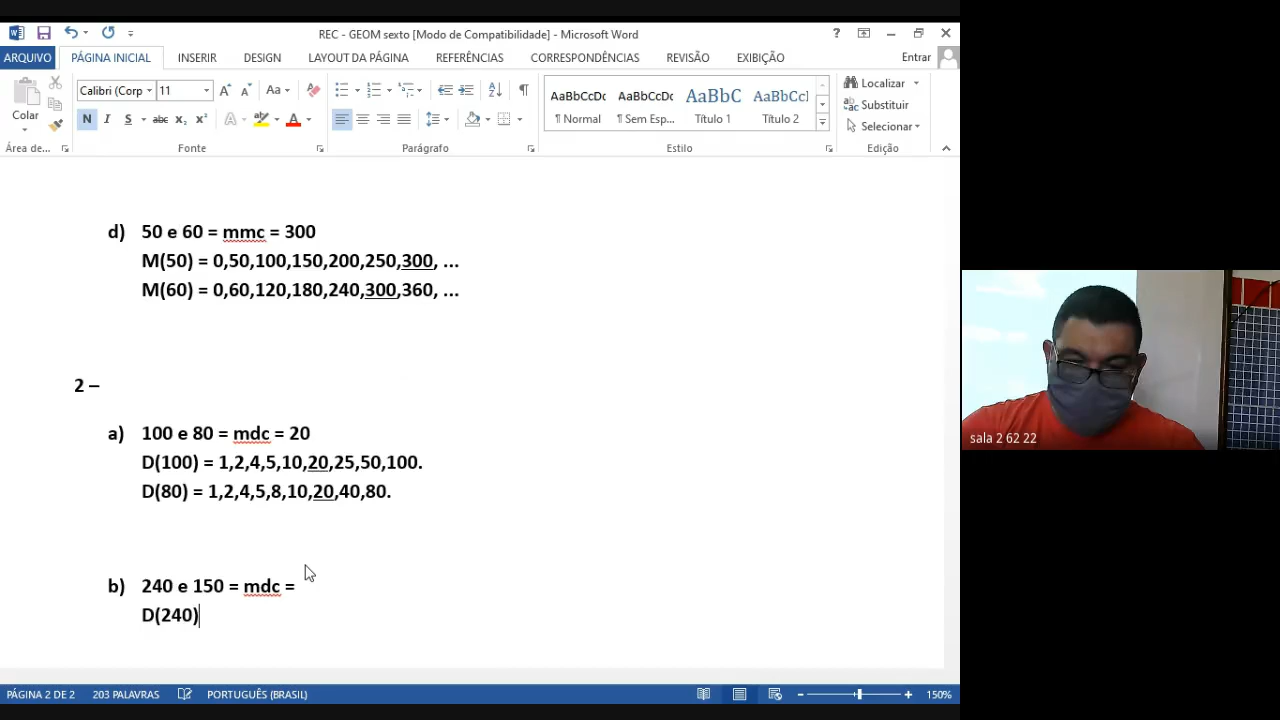 REC - GEOM sexto [Modo de Compatibilidade] - Microsoft Word
ARQUIVO PÁGINA INICIAL INSERIR DESIGN LAYOUT DA PÁGINA REFERÊNCIAS CORRESPONDÊNCIAS REVISÃO EXIBIÇÃO Entrar
Calibri (Corp 11
Colar
N I S abc x₂ x² A A
AaBbCcDc AaBbCcDc AaBbC AaBbCcI
¶ Normal ¶ Sem Esp... Título 1 Título 2
Localizar
Substituir
Selecionar
Área de... Fonte Parágrafo Estilo Edição
d) 50 e 60 = mmc = 300
M(50) = 0,50,100,150,200,250,300, ...
M(60) = 0,60,120,180,240,300,360, ...
2 –
a) 100 e 80 = mdc = 20
D(100) = 1,2,4,5,10,20,25,50,100.
D(80) = 1,2,4,5,8,10,20,40,80.
b) 240 e 150 = mdc =
D(240)
sala 2 62 22
PÁGINA 2 DE 2 203 PALAVRAS PORTUGUÊS (BRASIL) 150%